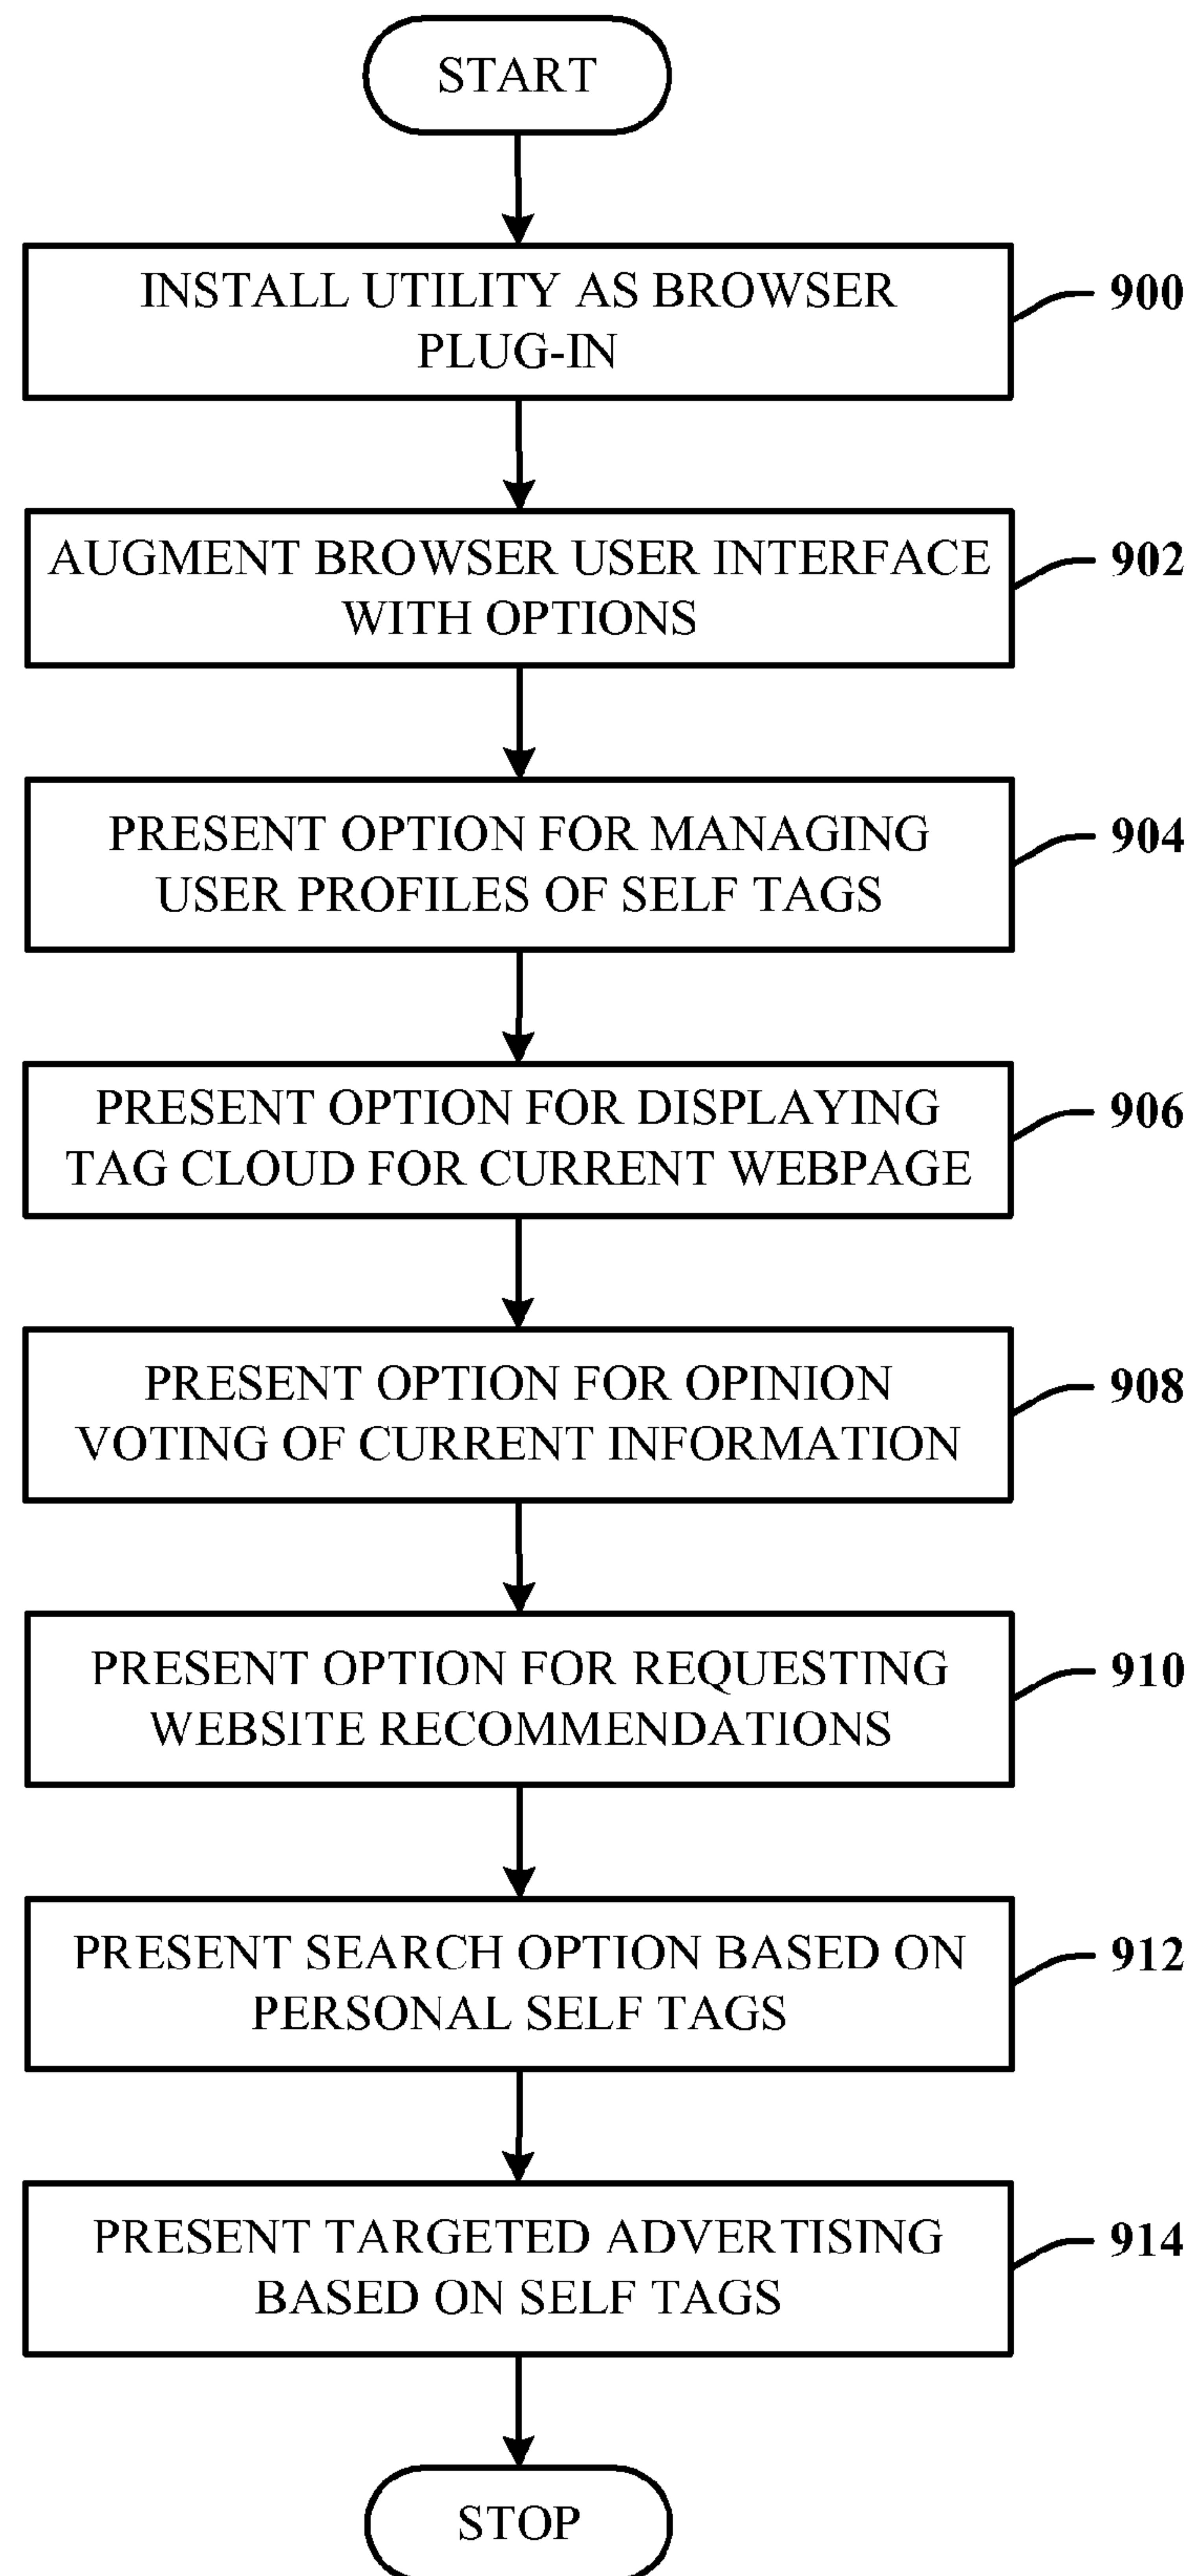 START
INSTALL UTILITY AS BROWSER
PLUG-IN
900
AUGMENT BROWSER USER INTERFACE
WITH OPTIONS
902
PRESENT OPTION FOR MANAGING
USER PROFILES OF SELF TAGS
904
PRESENT OPTION FOR DISPLAYING
TAG CLOUD FOR CURRENT WEBPAGE
906
PRESENT OPTION FOR OPINION
VOTING OF CURRENT INFORMATION
908
PRESENT OPTION FOR REQUESTING
WEBSITE RECOMMENDATIONS
910
PRESENT SEARCH OPTION BASED ON
PERSONAL SELF TAGS
912
PRESENT TARGETED ADVERTISING
BASED ON SELF TAGS
914
STOP